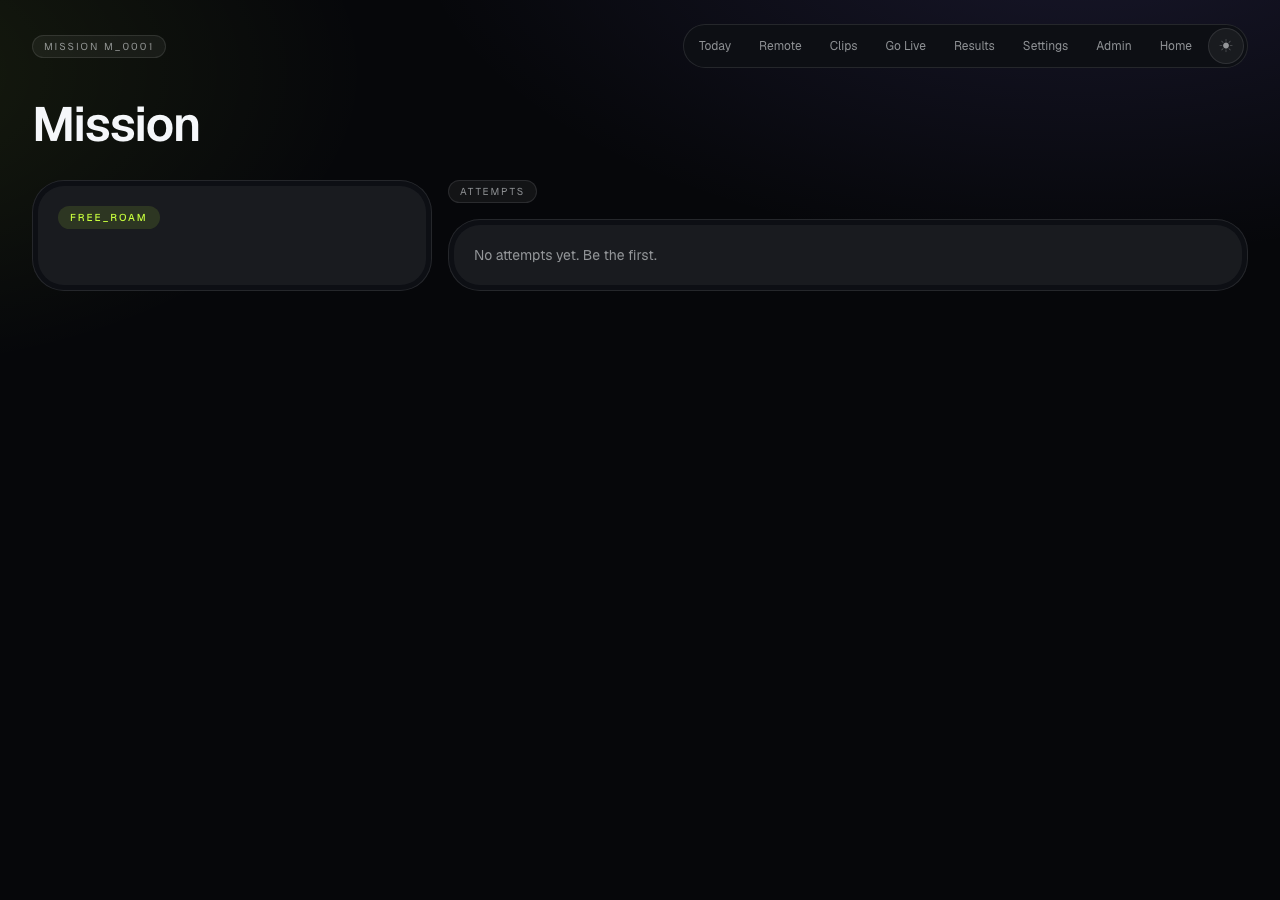 MISSION M_0001
Today Remote Clips Go Live Results Settings Admin Home
Mission
FREE_ROAM
ATTEMPTS
No attempts yet. Be the first.